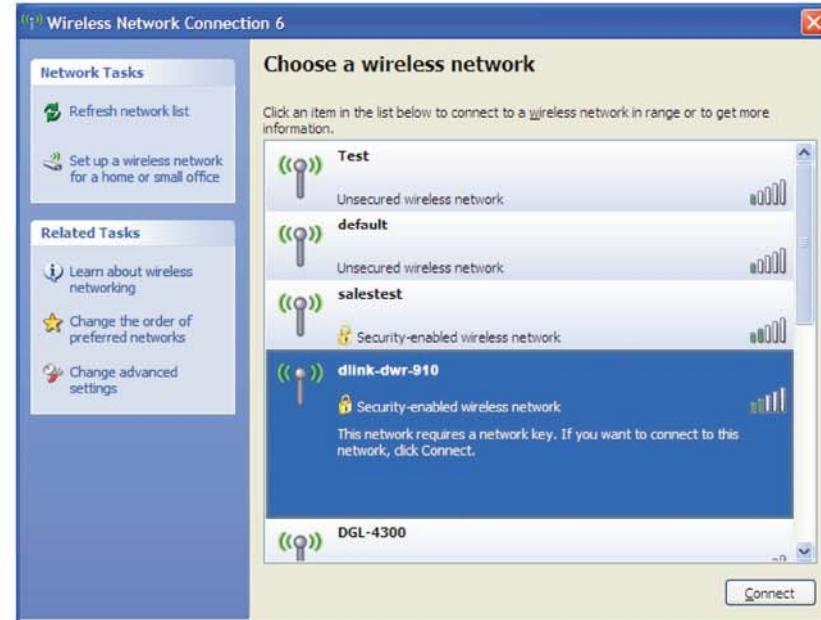 Wireless Network Connection 6
Network Tasks
Refresh network list
Set up a wireless network
for a home or small office
Related Tasks
Learn about wireless
networking
Change the order of
preferred networks
Change advanced
settings
Choose a wireless network
Click an item in the list below to connect to a wireless network in range or to get more
information.
Test
Unsecured wireless network
default
Unsecured wireless network
salestest
Security-enabled wireless network
dlink-dwr-910
Security-enabled wireless network
This network requires a network key. If you want to connect to this
network, click Connect.
DGL-4300
Connect